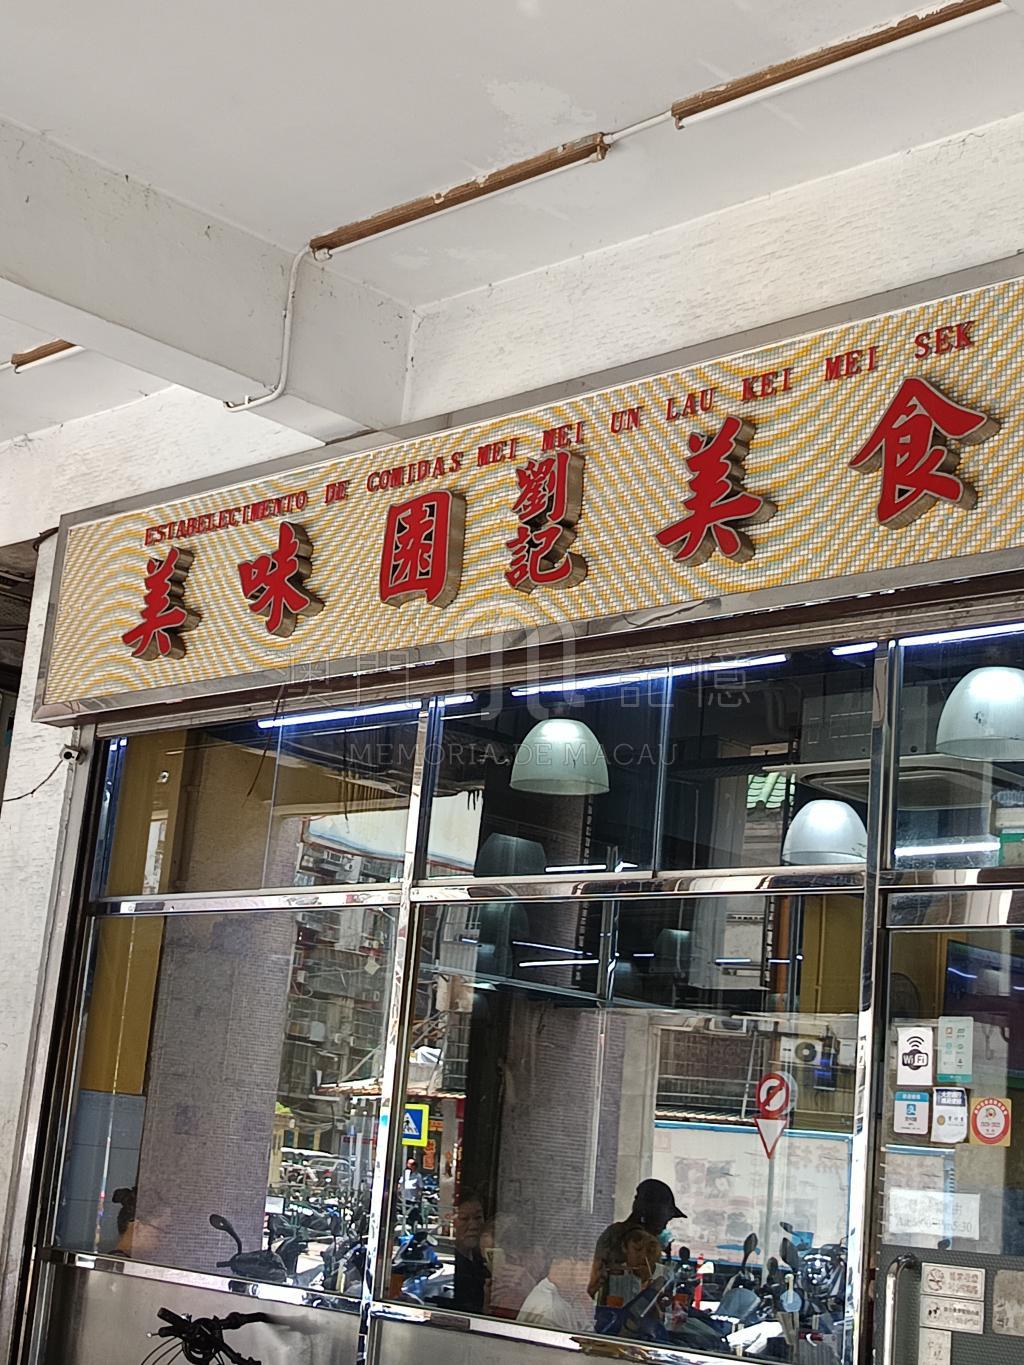 ESTABELECIMENTO DE COMIDAS MEI MEI UN LAU KEI MEI SEK
美味園劉記美食
澳門記憶
MEMORIA DE MACAU
WiFi